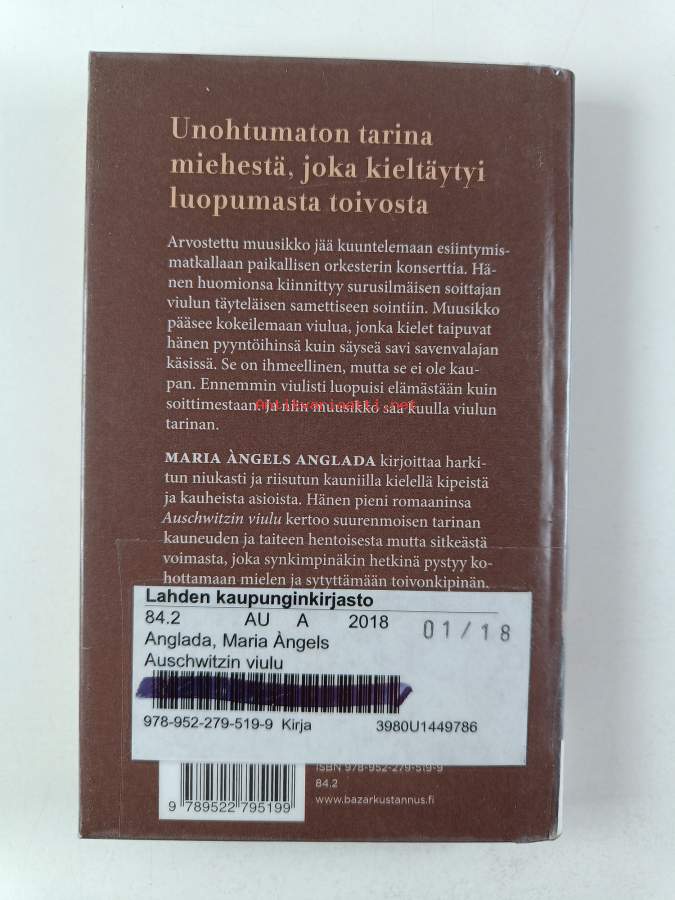 Unohtumaton tarina
miehestä, joka kieltäytyi
luopumasta toivosta
Arvostettu muusikko jää kuuntelemaan esiintymis-
matkallaan paikallisen orkesterin konserttia. Hä-
nen huomionsa kiinnittyy surusilmäisen soittajan
viulun täyteläisen samettiseen sointiin. Muusikko
pääsee kokeilemaan viulua, jonka kielet taipuvat
hänen pyyntöihinsä kuin säyseä savi savenvalajan
käsissä. Se on ihmeellinen, mutta se ei ole kau-
pan. Ennemmin viulisti luopuisi elämästään kuin
soittimestaan, ja niin muusikko saa kuulla viulun
antikvariaatti.net
tarinan.
MARIA ÀNGELS ANGLADA kirjoittaa harki-
tun niukasti ja riisutun kauniilla kielellä kipeistä
ja kauheista asioista. Hänen pieni romaaninsa
Auschwitzin viulu kertoo suurenmoisen tarinan
kauneuden ja taiteen hentoisesta mutta sitkeästä
voimasta, joka synkimpinäkin hetkinä pystyy ko-
hottamaan mielen ja sytyttämään toivonkipinän.
Lahden kaupunginkirjasto
84.2 AU A 2018 01/18
Anglada, Maria Àngels
Auschwitzin viulu
978-952-279-519-9 Kirja 3980U1449786
ISBN 978-952-279-519-9
84.2
www.bazarkustannus.fi
9 789522 795199